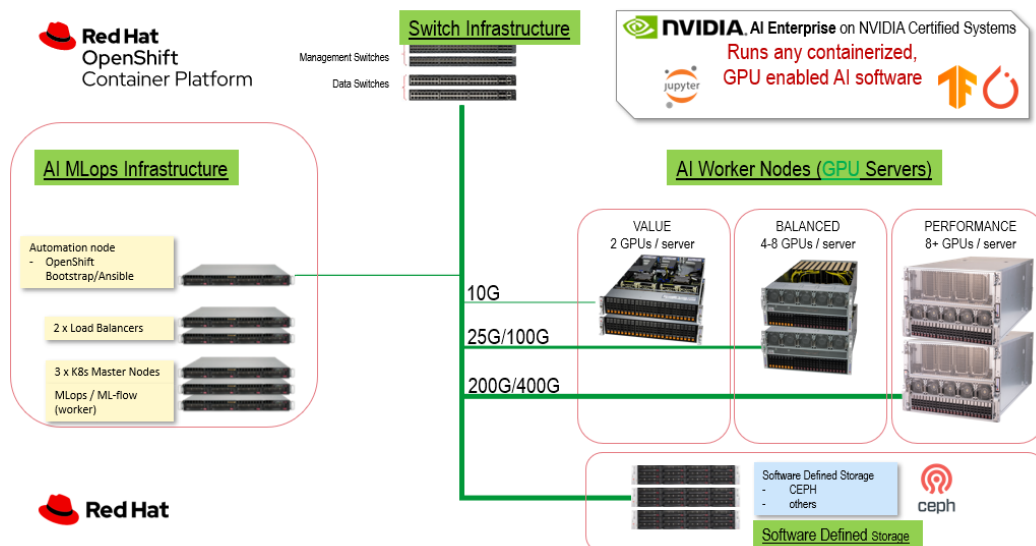 Red Hat
OpenShift
Container Platform
Switch Infrastructure
Management Switches
Data Switches
NVIDIA. AI Enterprise on NVIDIA Certified Systems
Runs any containerized,
GPU enabled AI software
jupyter
AI MLops Infrastructure
Automation node
- OpenShift
Bootstrap/Ansible
2 x Load Balancers
3 x K8s Master Nodes
MLops / ML-flow
(worker)
AI Worker Nodes (GPU Servers)
VALUE
2 GPUs / server
BALANCED
4-8 GPUs / server
PERFORMANCE
8+ GPUs / server
10G
25G/100G
200G/400G
Software Defined Storage
- CEPH
- others
ceph
Software Defined Storage
Red Hat